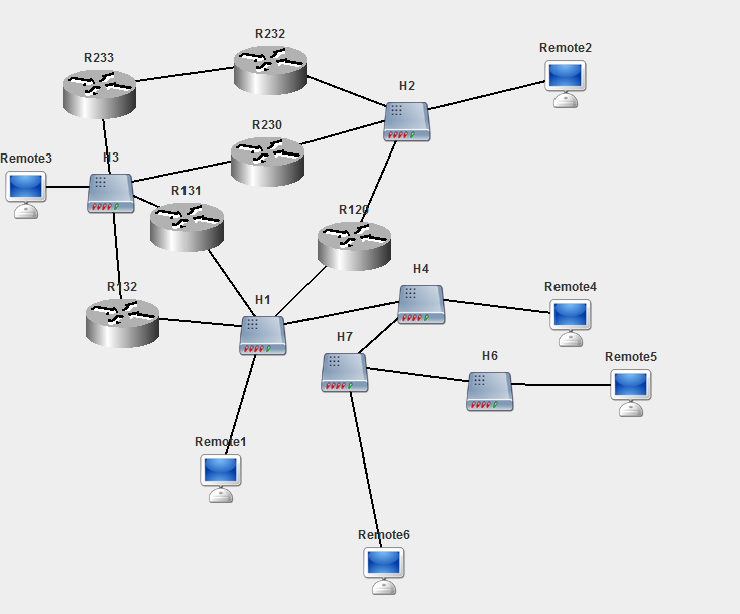 R232
Remote2
R233
H2
R230
H3
Remote3
R131
R120
H4
R132
Remote4
H1
H7
H6
Remote5
Remote1
Remote6